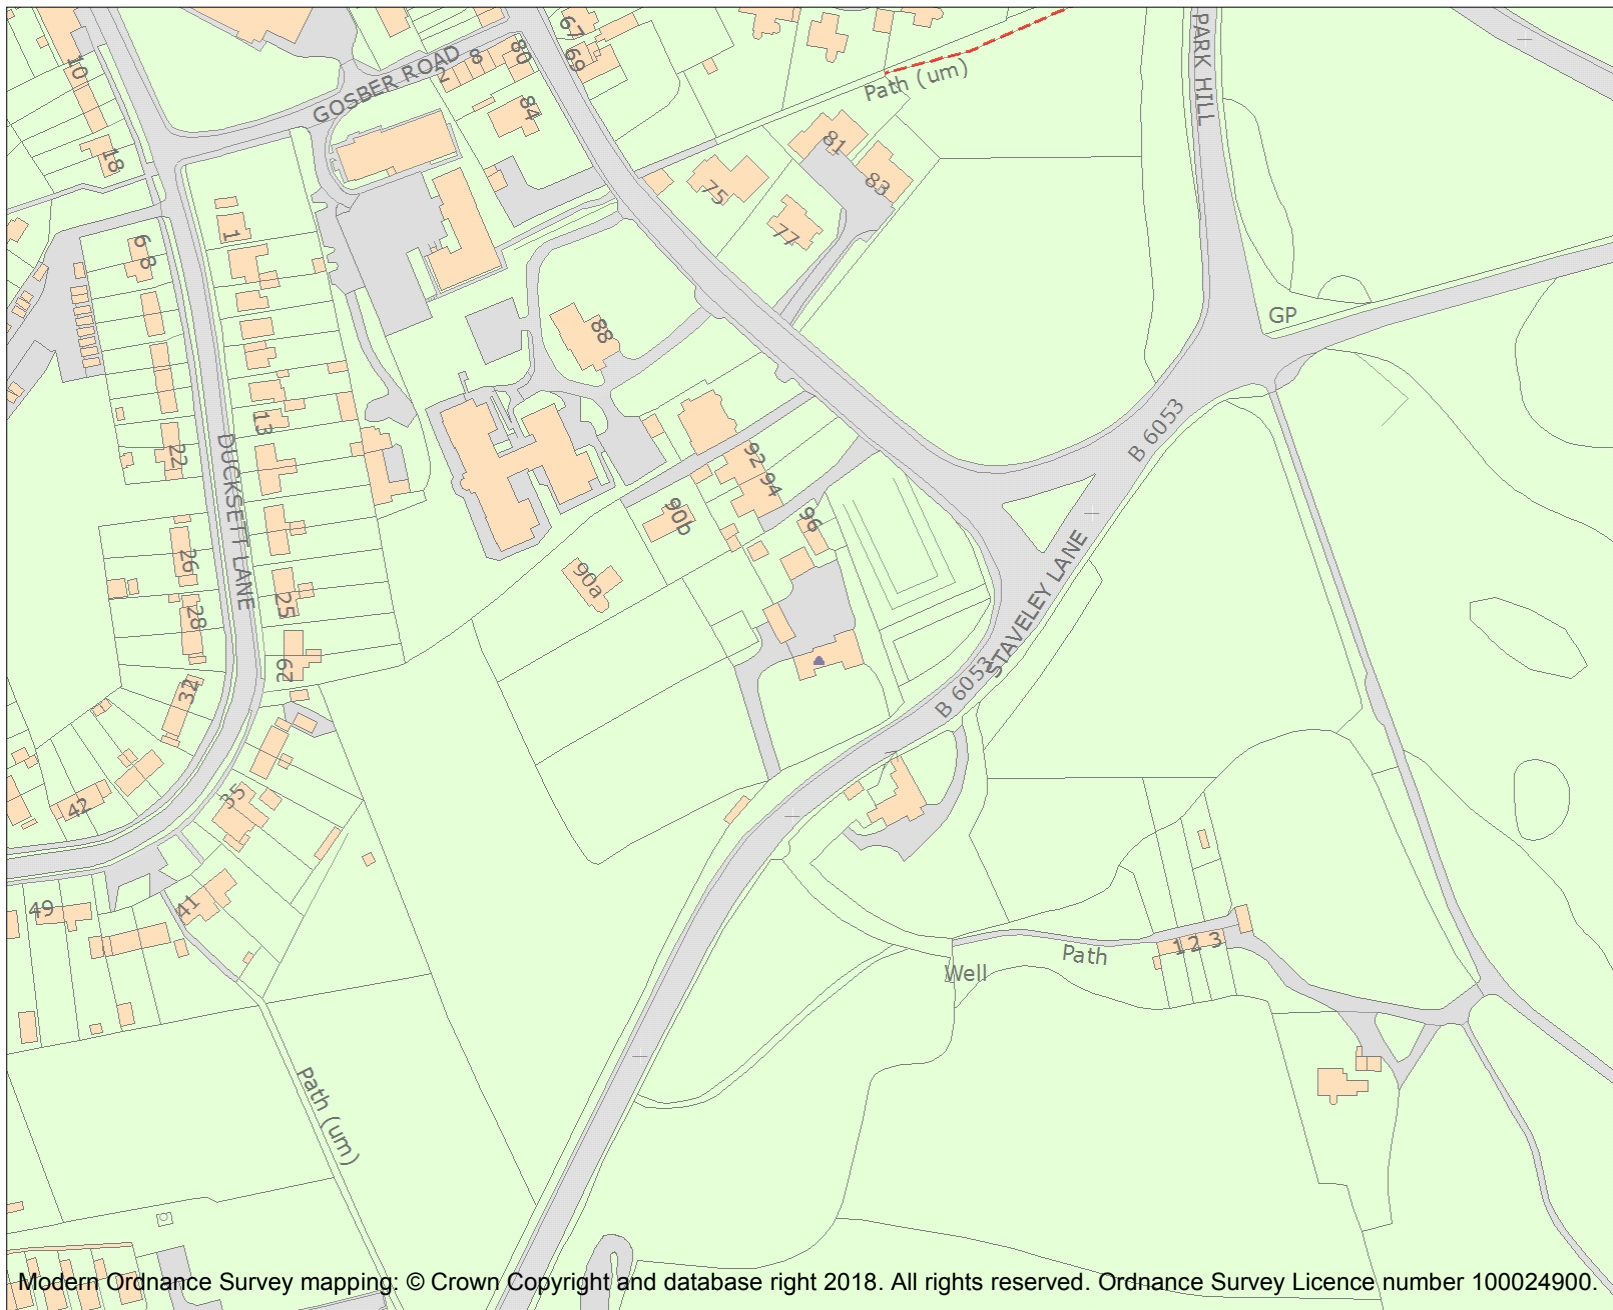 67
10
GOSBER ROAD
2
8
80
69
PARK HILL
Path (um)
84
18
81
83
75
77
1
6
8
GP
88
13
B 6053
22
DUCKSETT LANE
92
94
90b
96
26
90a
STAVELEY LANE
25
28
29
B 6053
32
35
42
41
49
1 2 3
Path
Well
Path (um)
Modern Ordnance Survey mapping: © Crown Copyright and database right 2018. All rights reserved. Ordnance Survey Licence number 100024900.